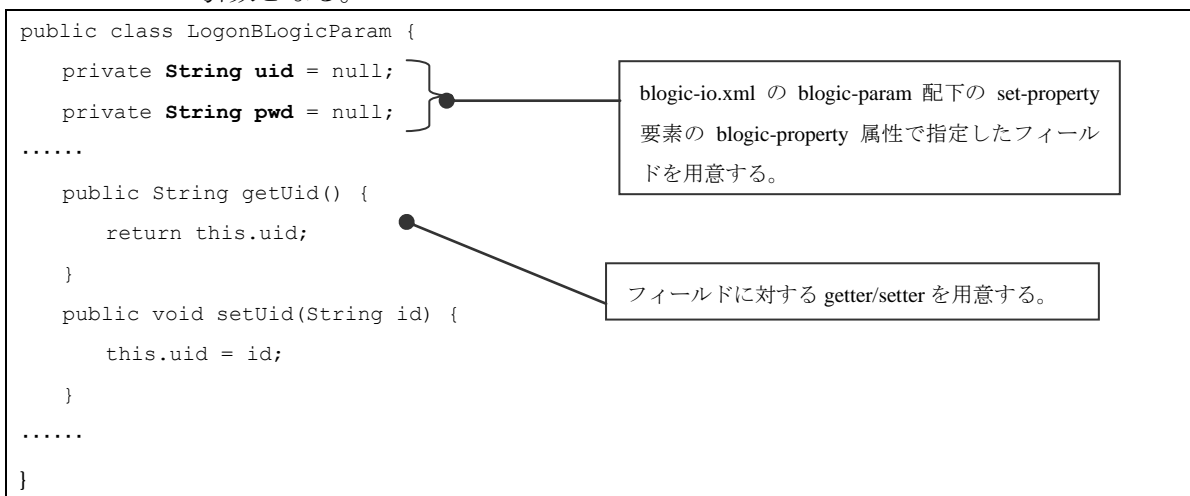 public class LogonBLogicParam {
private String uid = null;
private String pwd = null;
blogic-io.xml の blogic-param 配下の set-property
要素の blogic-property 属性で指定したフィール
ドを用意する。
......
public String getUid() {
return this.uid;
}
フィールドに対する getter/setter を用意する。
public void setUid(String id) {
this.uid = id;
}
......
}